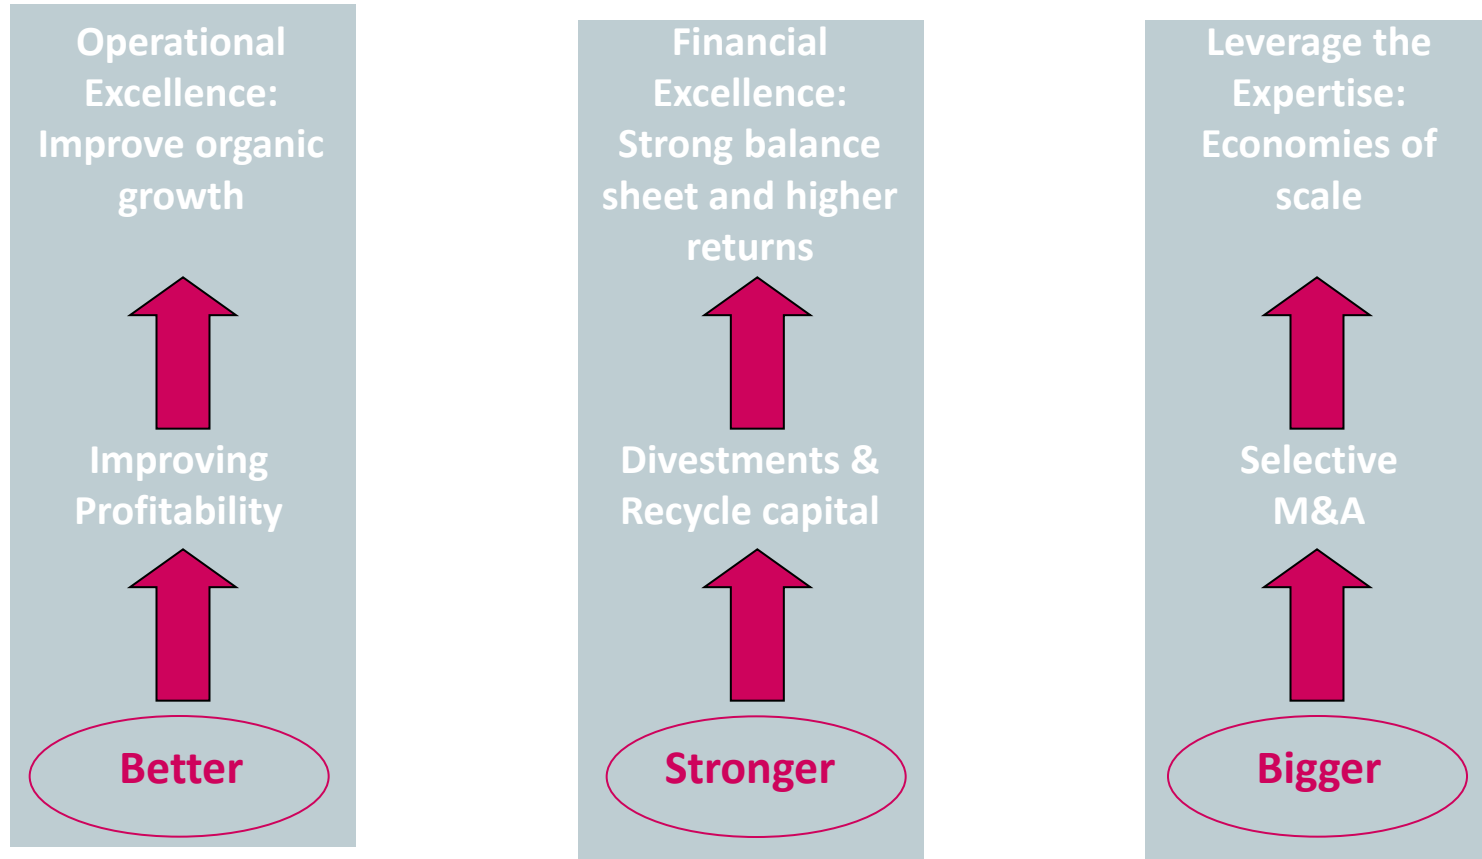 Operational
Excellence:
Improve organic
growth
Improving
Profitability
Better
Financial
Excellence:
Strong balance
sheet and higher
returns
Divestments &
Recycle capital
Stronger
Leverage the
Expertise:
Economies of
scale
Selective
M&A
Bigger